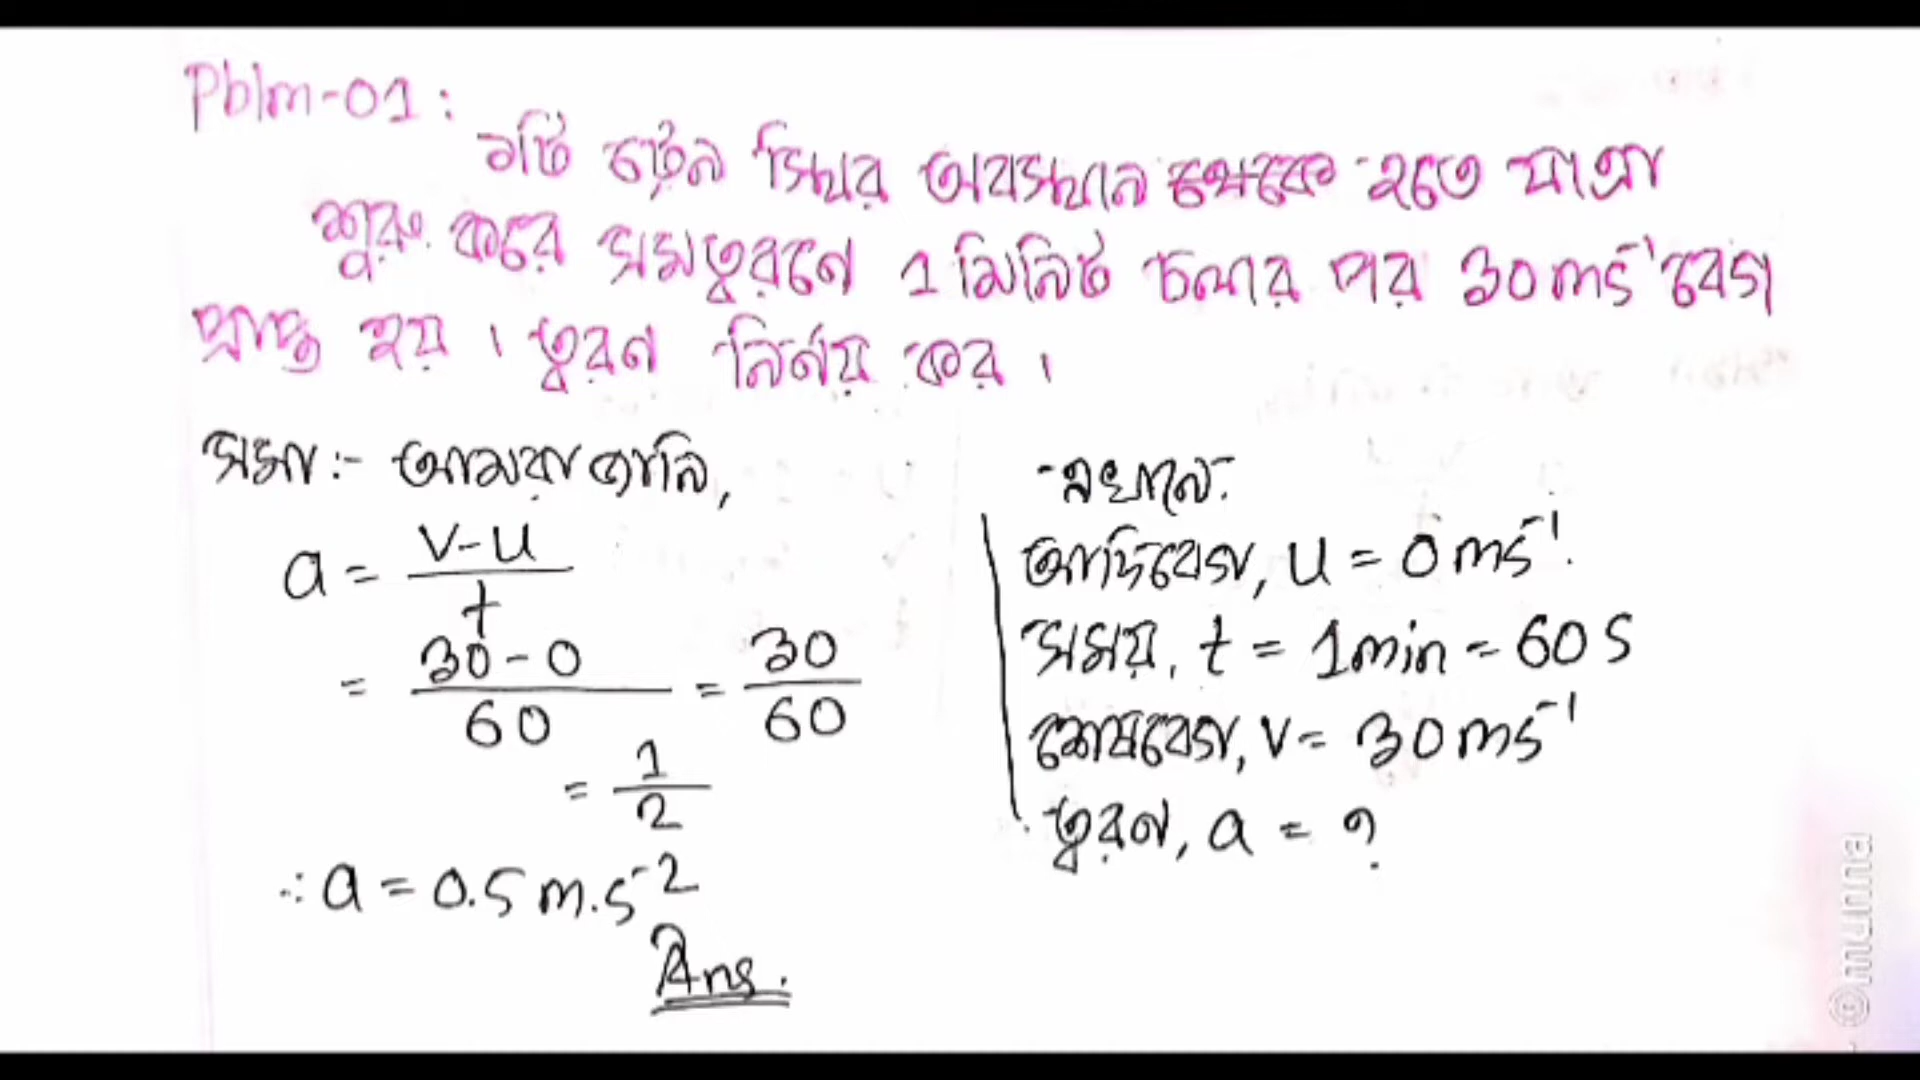 Pblm-01:
১টি ট্রেন স্থির অবস্থান থেকে হতে যাত্রা
শুরু করে সমত্বরণে 1 মিনিট চলার পর 30 ms⁻¹ বেগ
প্রাপ্ত হয়। ত্বরণ নির্ণয় কর।
সমা:- আমরা জানি,
a = (v-u)/t
= (30-0)/60 = 30/60
= 1/2
∴ a = 0.5 m.s⁻²
Ans.
এখানে
আদিবেগ, u = 0 ms⁻¹
সময়, t = 1min = 60 s
শেষবেগ, v = 30 ms⁻¹
ত্বরণ, a = ?
@munna